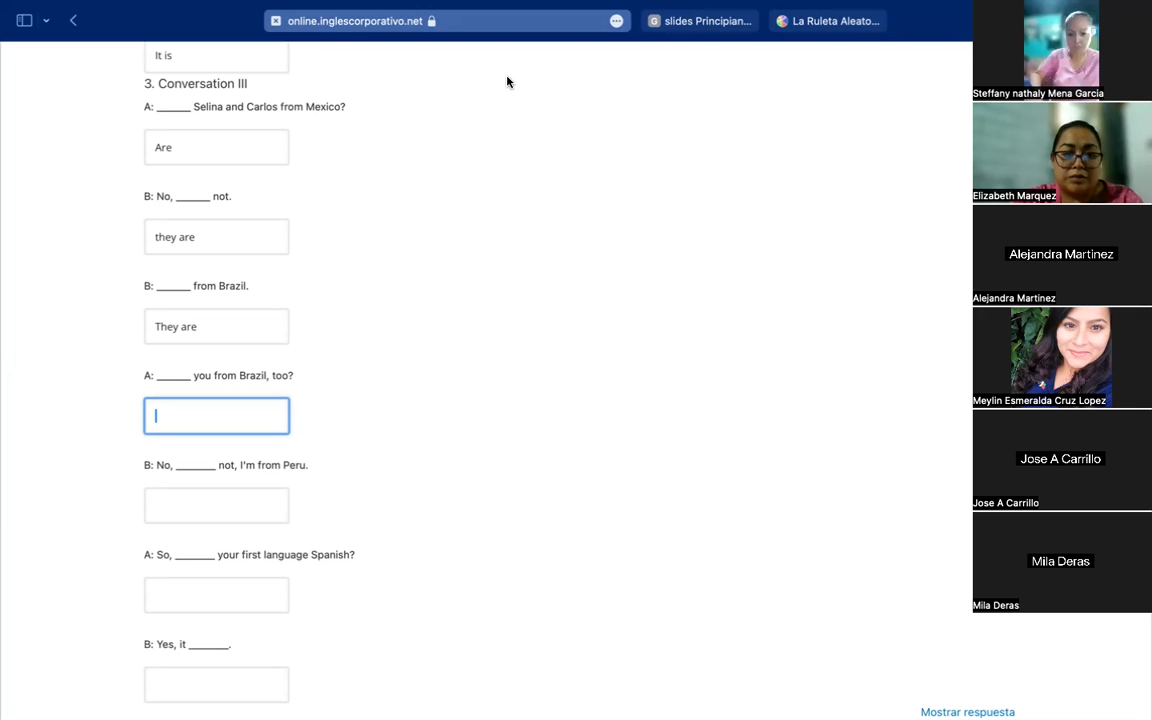 online.inglescorporativo.net
slides Principian...
La Ruleta Aleato...
It is
3. Conversation III
A: ______ Selina and Carlos from Mexico?
Are
B: No, ______ not.
they are
B: ______ from Brazil.
They are
A: ______ you from Brazil, too?
B: No, _______ not, I'm from Peru.
A: So, _______ your first language Spanish?
B: Yes, it _______.
Mostrar respuesta
Steffany nathaly Mena Garcia
Elizabeth Marquez
Alejandra Martinez
Alejandra Martinez
Meylin Esmeralda Cruz Lopez
Jose A Carrillo
Jose A Carrillo
Mila Deras
Mila Deras